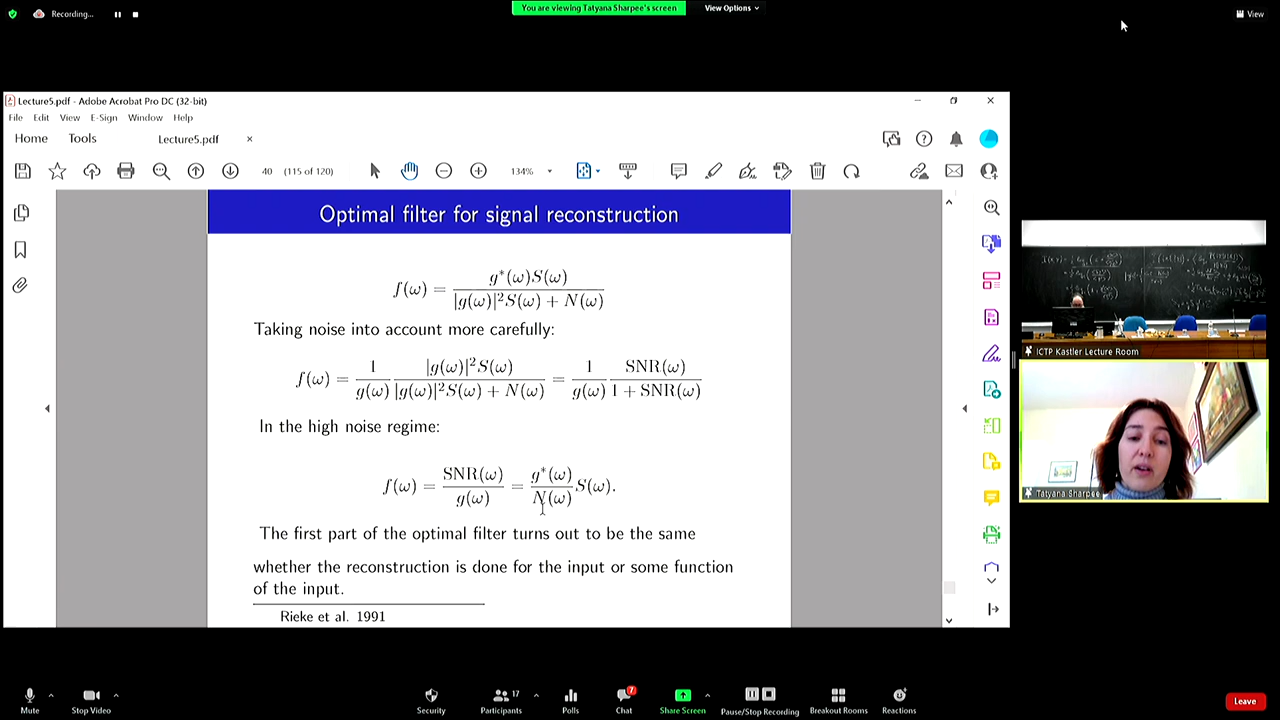 Recording...
You are viewing Tatyana Sharpee's screen
View Options
View
Lecture5.pdf - Adobe Acrobat Pro DC (32-bit)
File Edit View E-Sign Window Help
Home Tools Lecture5.pdf ×
40 (115 of 120) 134%
Optimal filter for signal reconstruction
f(ω) = g*(ω)S(ω) / |g(ω)|²S(ω) + N(ω)
Taking noise into account more carefully:
f(ω) = 1/g(ω) |g(ω)|²S(ω) / |g(ω)|²S(ω) + N(ω) = 1/g(ω) SNR(ω) / 1 + SNR(ω)
In the high noise regime:
f(ω) = SNR(ω)/g(ω) = g*(ω)/N(ω) S(ω).
The first part of the optimal filter turns out to be the same
whether the reconstruction is done for the input or some function
of the input.
Rieke et al. 1991
ICTP Kastler Lecture Room
Tatyana Sharpee
Mute
Stop Video
Security
17
Participants
Polls
7
Chat
Share Screen
Pause/Stop Recording
Breakout Rooms
Reactions
Leave